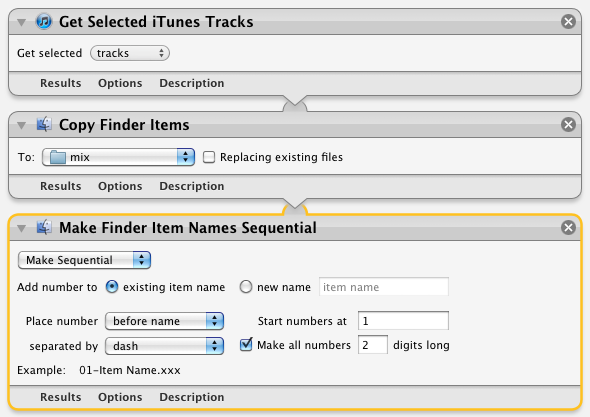 Get Selected iTunes Tracks
Get selected tracks
Results Options Description
Copy Finder Items
To: mix Replacing existing files
Results Options Description
Make Finder Item Names Sequential
Make Sequential
Add number to existing item name new name item name
Place number before name Start numbers at 1
separated by dash Make all numbers 2 digits long
Example: 01-Item Name.xxx
Results Options Description